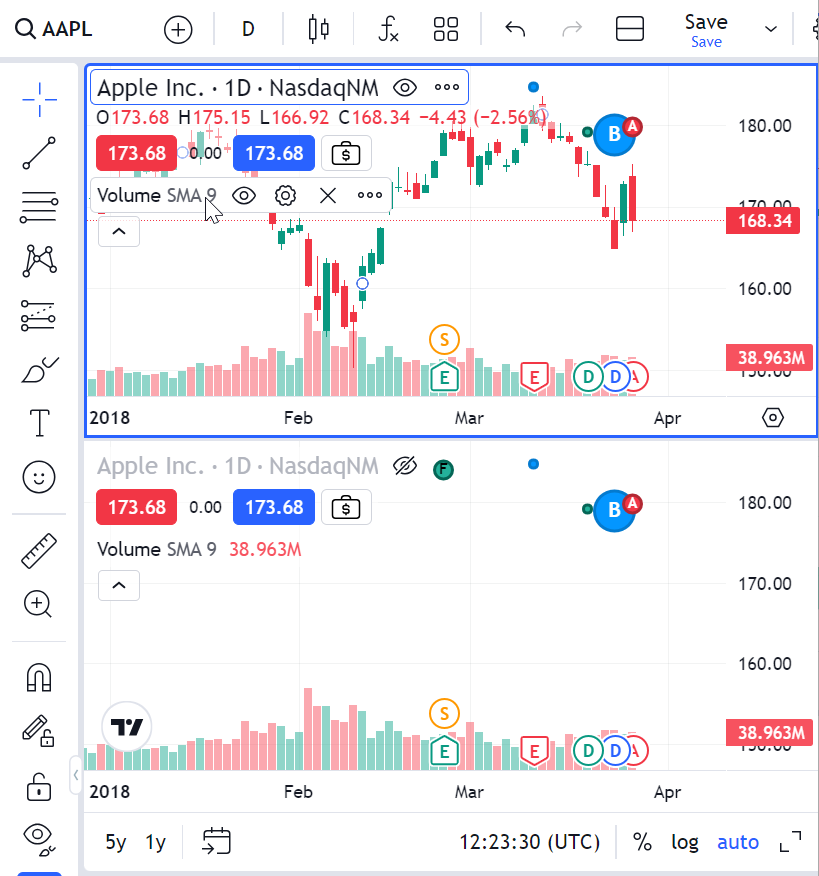 AAPL D Save
Save
Apple Inc. · 1D · NasdaqNM
O173.68 H175.15 L166.92 C168.34 −4.43 (−2.56%)
173.68 0.00 173.68
Volume SMA 9
180.00
170.00
168.34
160.00
38.963M
150.00
B A
S
E E D D A
2018 Feb Mar Apr
Apple Inc. · 1D · NasdaqNM F
173.68 0.00 173.68
Volume SMA 9 38.963M
B A
180.00
170.00
160.00
38.963M
150.00
S
E E D D A
2018 Feb Mar Apr
5y 1y 12:23:30 (UTC) % log auto